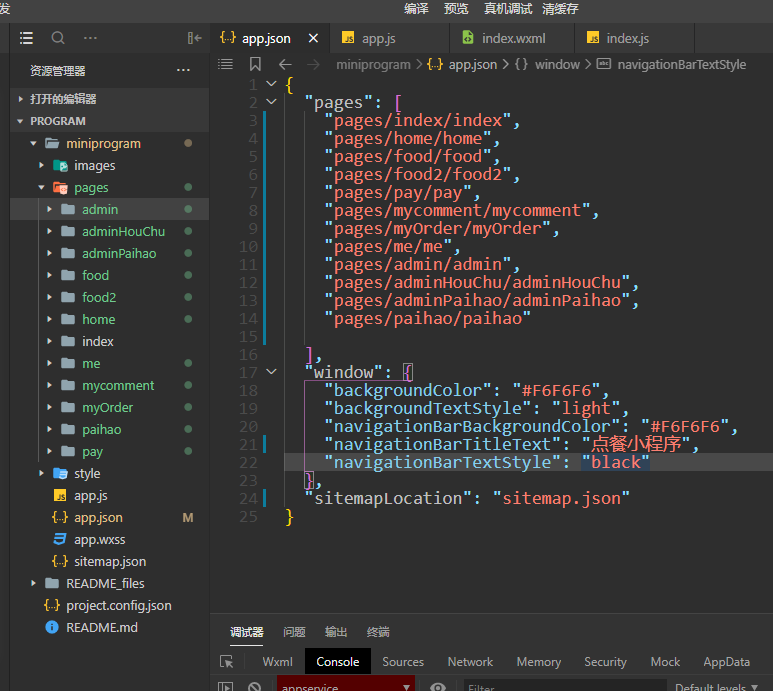 发
编译 预览 真机调试 清缓存
app.json
app.js
index.wxml
index.js
资源管理器
miniprogram > app.json > window > navigationBarTextStyle
打开的编辑器
PROGRAM
miniprogram
images
pages
admin
adminHouChu
adminPaihao
food
food2
home
index
me
mycomment
myOrder
paihao
pay
style
app.js
app.json M
app.wxss
sitemap.json
README_files
project.config.json
README.md
1 {
2 "pages": [
3 "pages/index/index",
4 "pages/home/home",
5 "pages/food/food",
6 "pages/food2/food2",
7 "pages/pay/pay",
8 "pages/mycomment/mycomment",
9 "pages/myOrder/myOrder",
10 "pages/me/me",
11 "pages/admin/admin",
12 "pages/adminHouChu/adminHouChu",
13 "pages/adminPaihao/adminPaihao",
14 "pages/paihao/paihao"
15
16 ],
17 "window": {
18 "backgroundColor": "#F6F6F6",
19 "backgroundTextStyle": "light",
20 "navigationBarBackgroundColor": "#F6F6F6",
21 "navigationBarTitleText": "点餐小程序",
22 "navigationBarTextStyle": "black"
23 },
24 "sitemapLocation": "sitemap.json"
25 }
调试器 问题 输出 终端
Wxml Console Sources Network Memory Security Mock AppData
appservice Filter Default levels